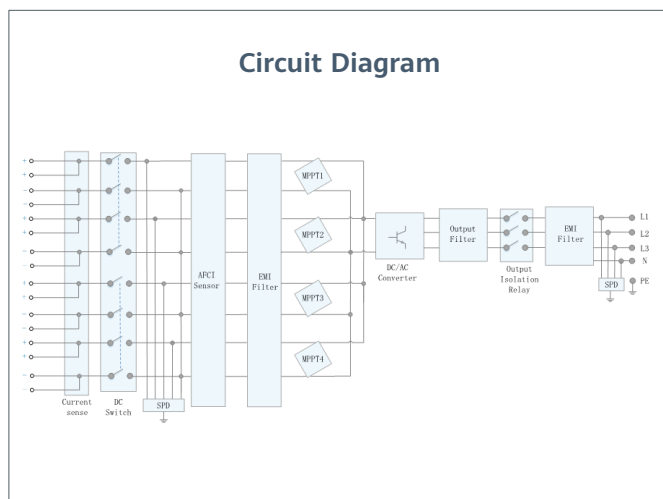 Circuit Diagram
+
+
-
-
+
+
-
-
+
+
-
-
+
+
-
-
Current
sense
DC
Switch
SPD
AFCI
Sensor
EMI
Filter
MPPT1
MPPT2
MPPT3
MPPT4
DC/AC
Converter
Output
Filter
Output
Isolation
Relay
EMI
Filter
SPD
L1
L2
L3
N
PE